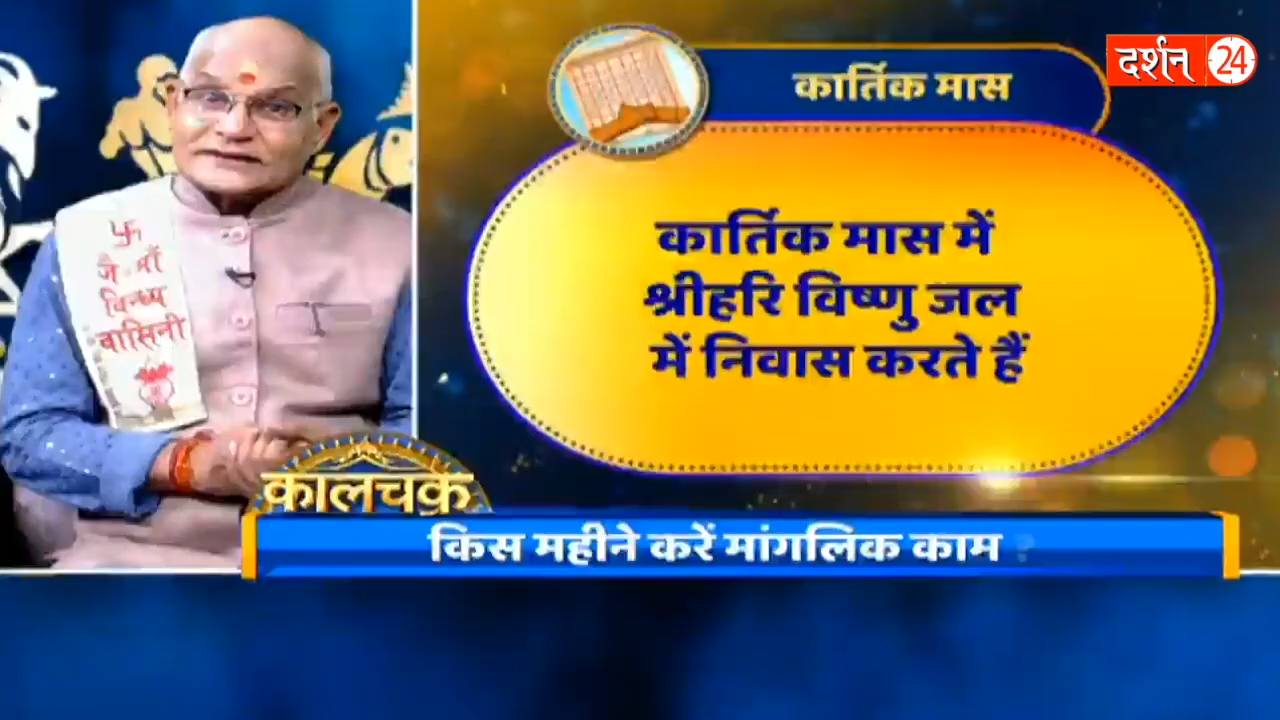 कार्तिक मास
दर्शन 24
कार्तिक मास में
श्रीहरि विष्णु जल
में निवास करते हैं
जै माँ
विन्ध्य
वासिनी
कालचक्र
किस महीने करें मांगलिक काम ?